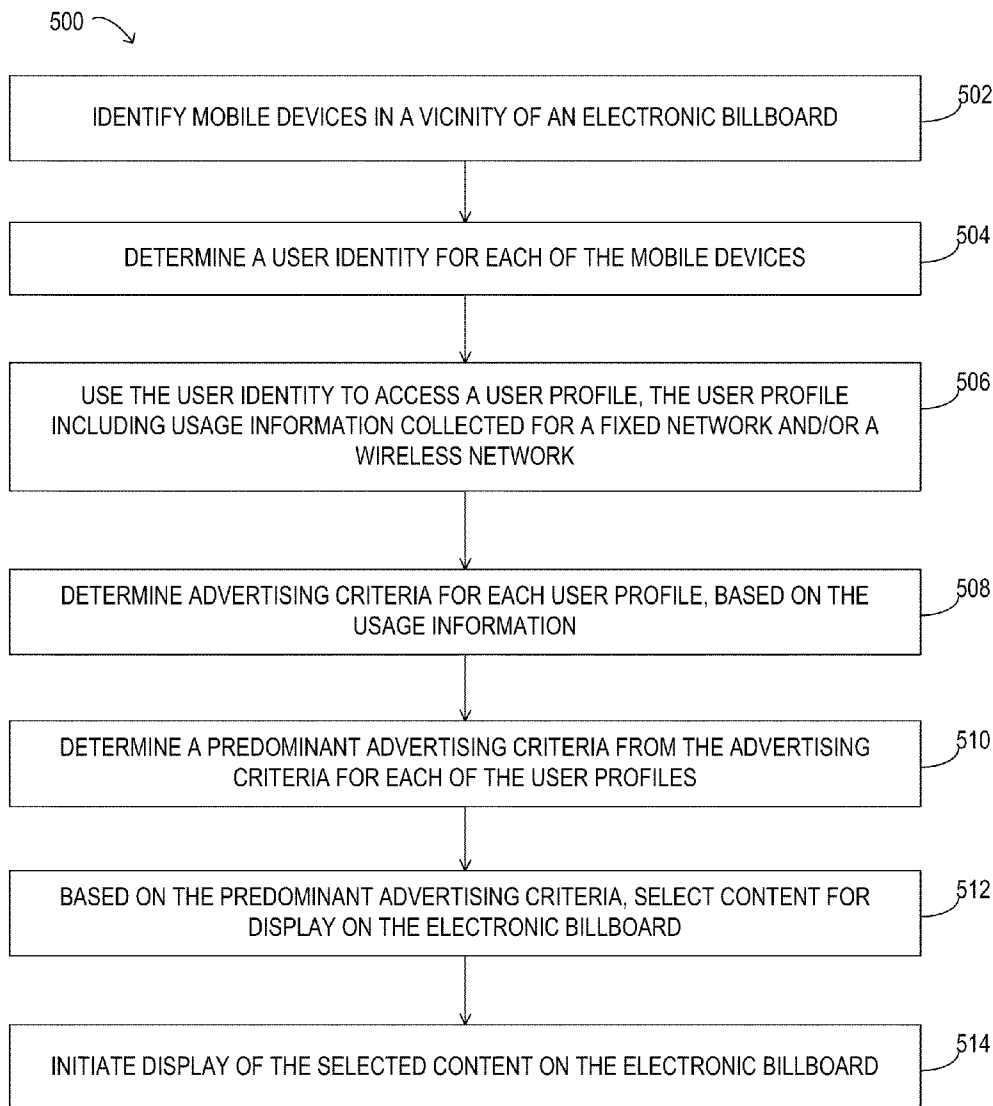 500
IDENTIFY MOBILE DEVICES IN A VICINITY OF AN ELECTRONIC BILLBOARD
502
DETERMINE A USER IDENTITY FOR EACH OF THE MOBILE DEVICES
504
USE THE USER IDENTITY TO ACCESS A USER PROFILE, THE USER PROFILE
INCLUDING USAGE INFORMATION COLLECTED FOR A FIXED NETWORK AND/OR A
WIRELESS NETWORK
506
DETERMINE ADVERTISING CRITERIA FOR EACH USER PROFILE, BASED ON THE
USAGE INFORMATION
508
DETERMINE A PREDOMINANT ADVERTISING CRITERIA FROM THE ADVERTISING
CRITERIA FOR EACH OF THE USER PROFILES
510
BASED ON THE PREDOMINANT ADVERTISING CRITERIA, SELECT CONTENT FOR
DISPLAY ON THE ELECTRONIC BILLBOARD
512
INITIATE DISPLAY OF THE SELECTED CONTENT ON THE ELECTRONIC BILLBOARD
514